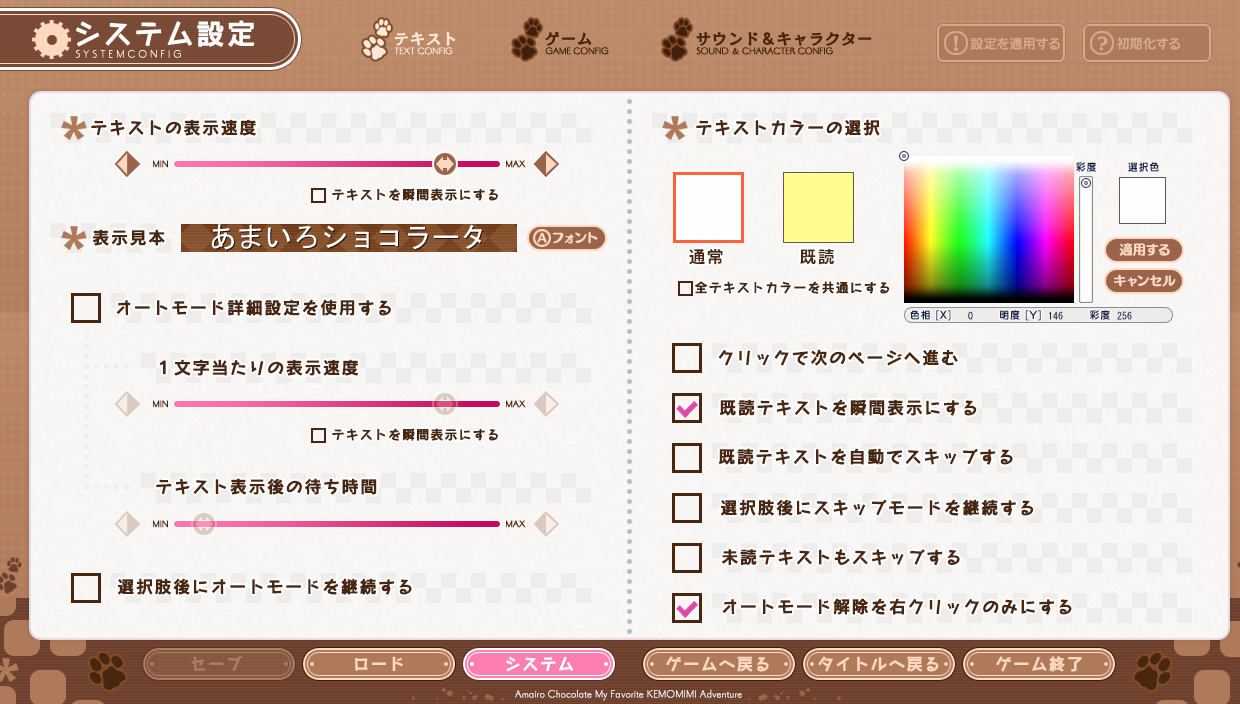 システム設定
SYSTEMCONFIG
テキスト
TEXT CONFIG
ゲーム
GAME CONFIG
サウンド＆キャラクター
SOUND & CHARACTER CONFIG
! 設定を適用する
? 初期化する
テキストの表示速度
MIN
MAX
テキストを瞬間表示にする
表示見本
あまいろショコラータ
Aフォント
オートモード詳細設定を使用する
1文字当たりの表示速度
MIN
MAX
テキストを瞬間表示にする
テキスト表示後の待ち時間
MIN
MAX
選択肢後にオートモードを継続する
テキストカラーの選択
通常
既読
全テキストカラーを共通にする
彩度
選択色
適用する
キャンセル
色相 [X] 0 明度 [Y] 146 彩度 256
クリックで次のページへ進む
既読テキストを瞬間表示にする
既読テキストを自動でスキップする
選択肢後にスキップモードを継続する
未読テキストもスキップする
オートモード解除を右クリックのみにする
セーブ
ロード
システム
ゲームへ戻る
タイトルへ戻る
ゲーム終了
Amairo Chocolate My Favorite KEMOMIMI Adventure